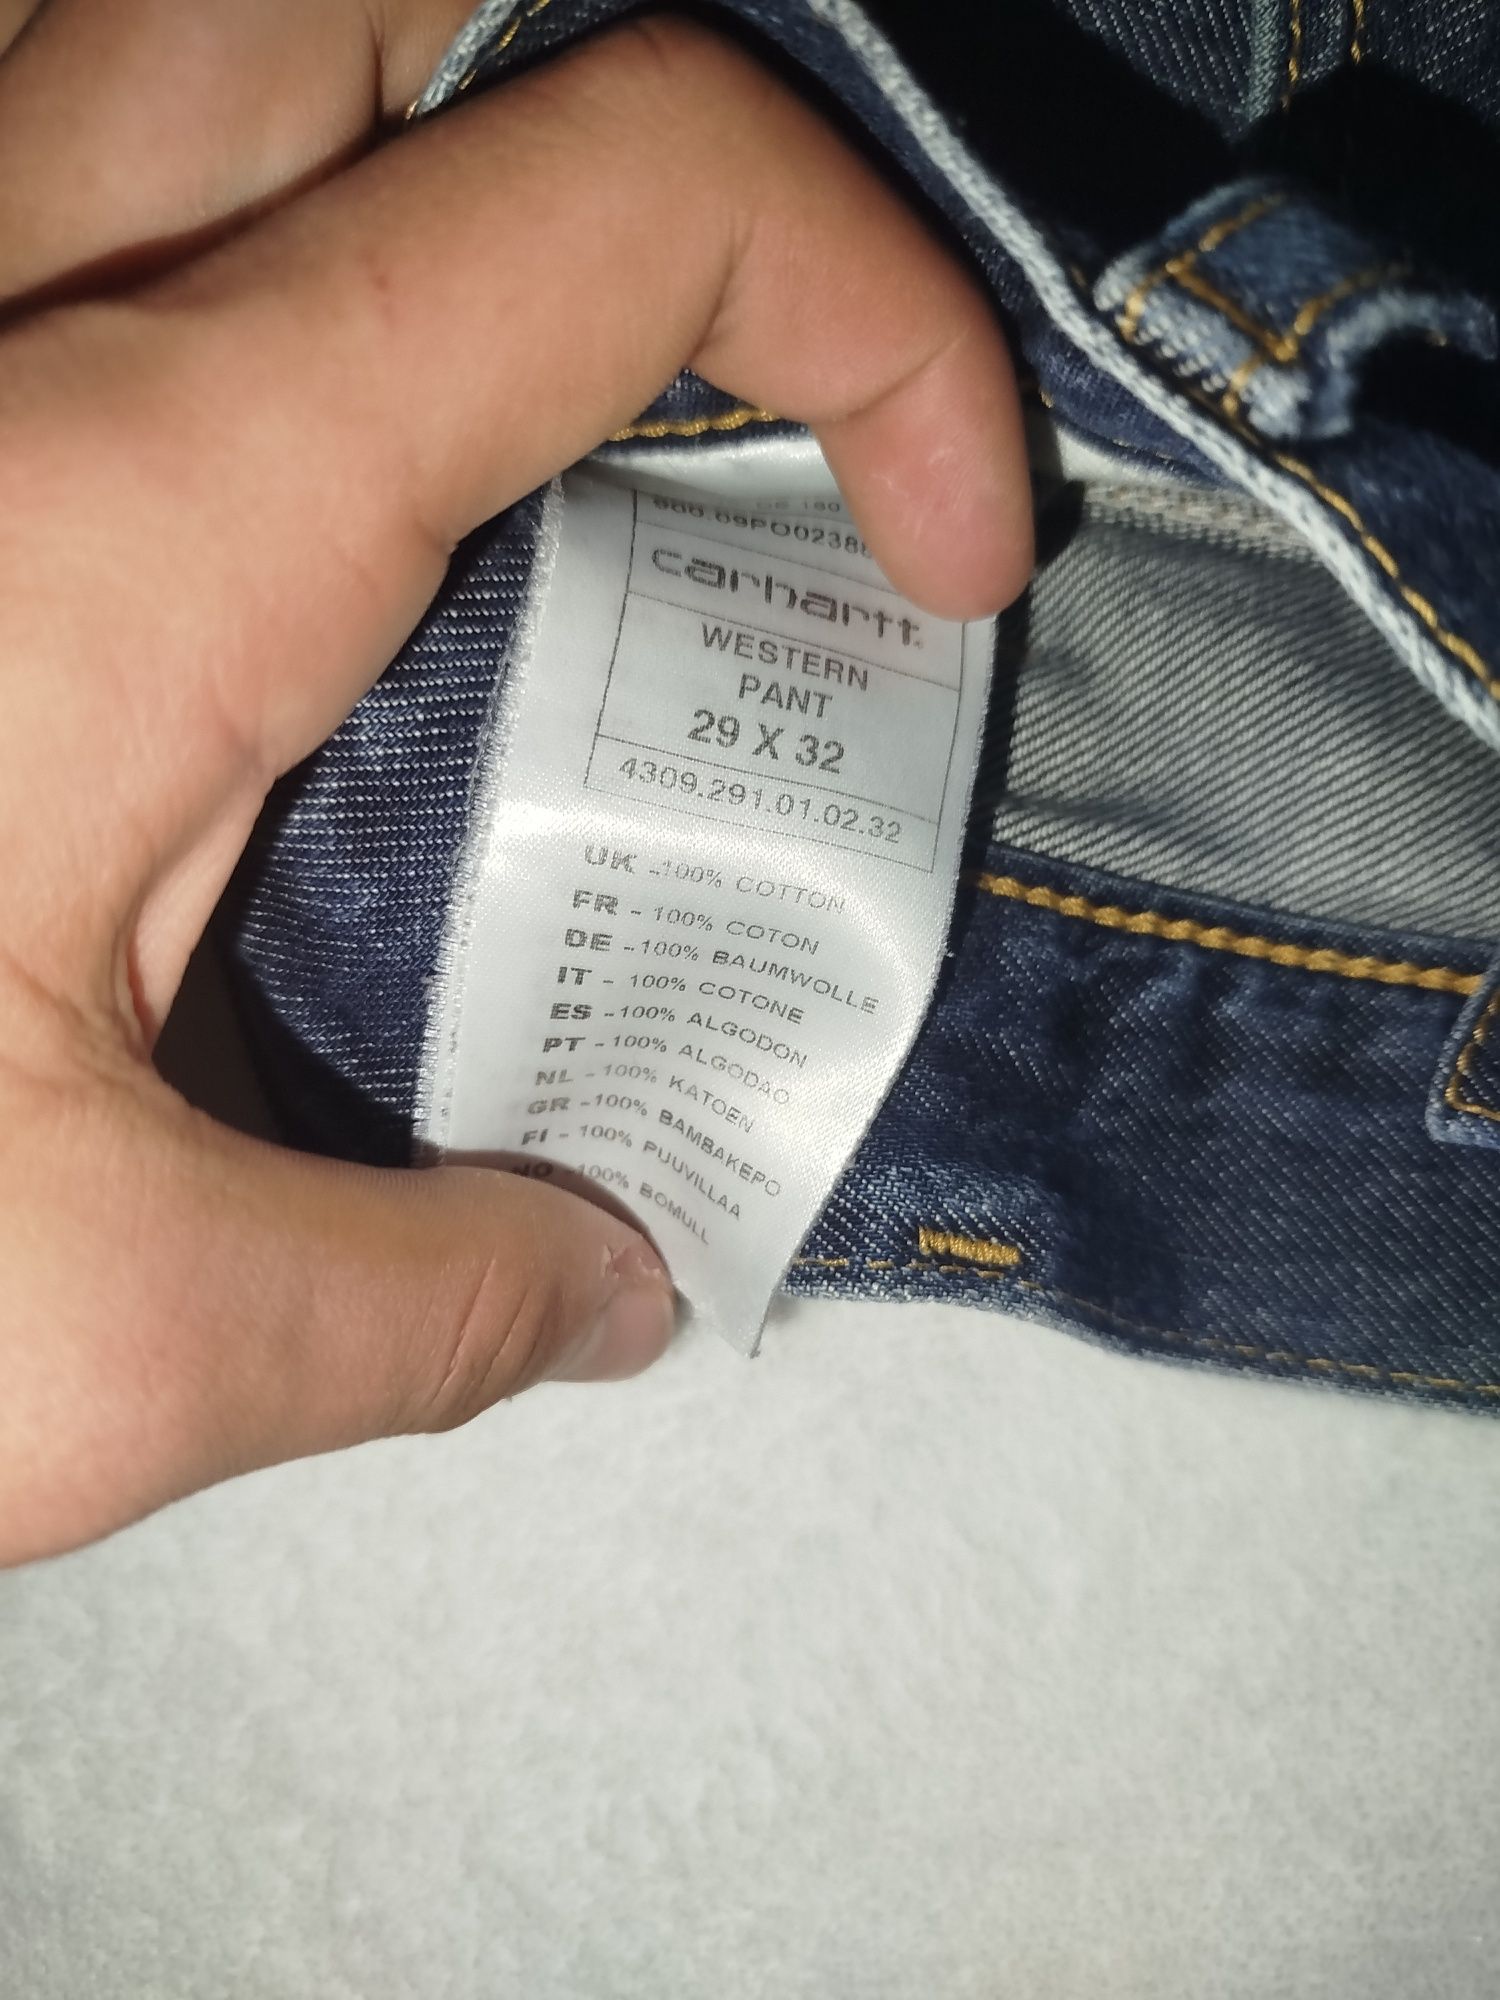 carhartt.
WESTERN
PANT
29 X 32
4309.291.01.02.32
UK -100% COTTON
FR - 100% COTON
DE -100% BAUMWOLLE
IT - 100% COTONE
ES -100% ALGODON
PT -100% ALGODAO
NL -100% KATOEN
GR -100% BAMBAKEPO
FI - 100% PUUVILLAA
NO -100% BOMULL